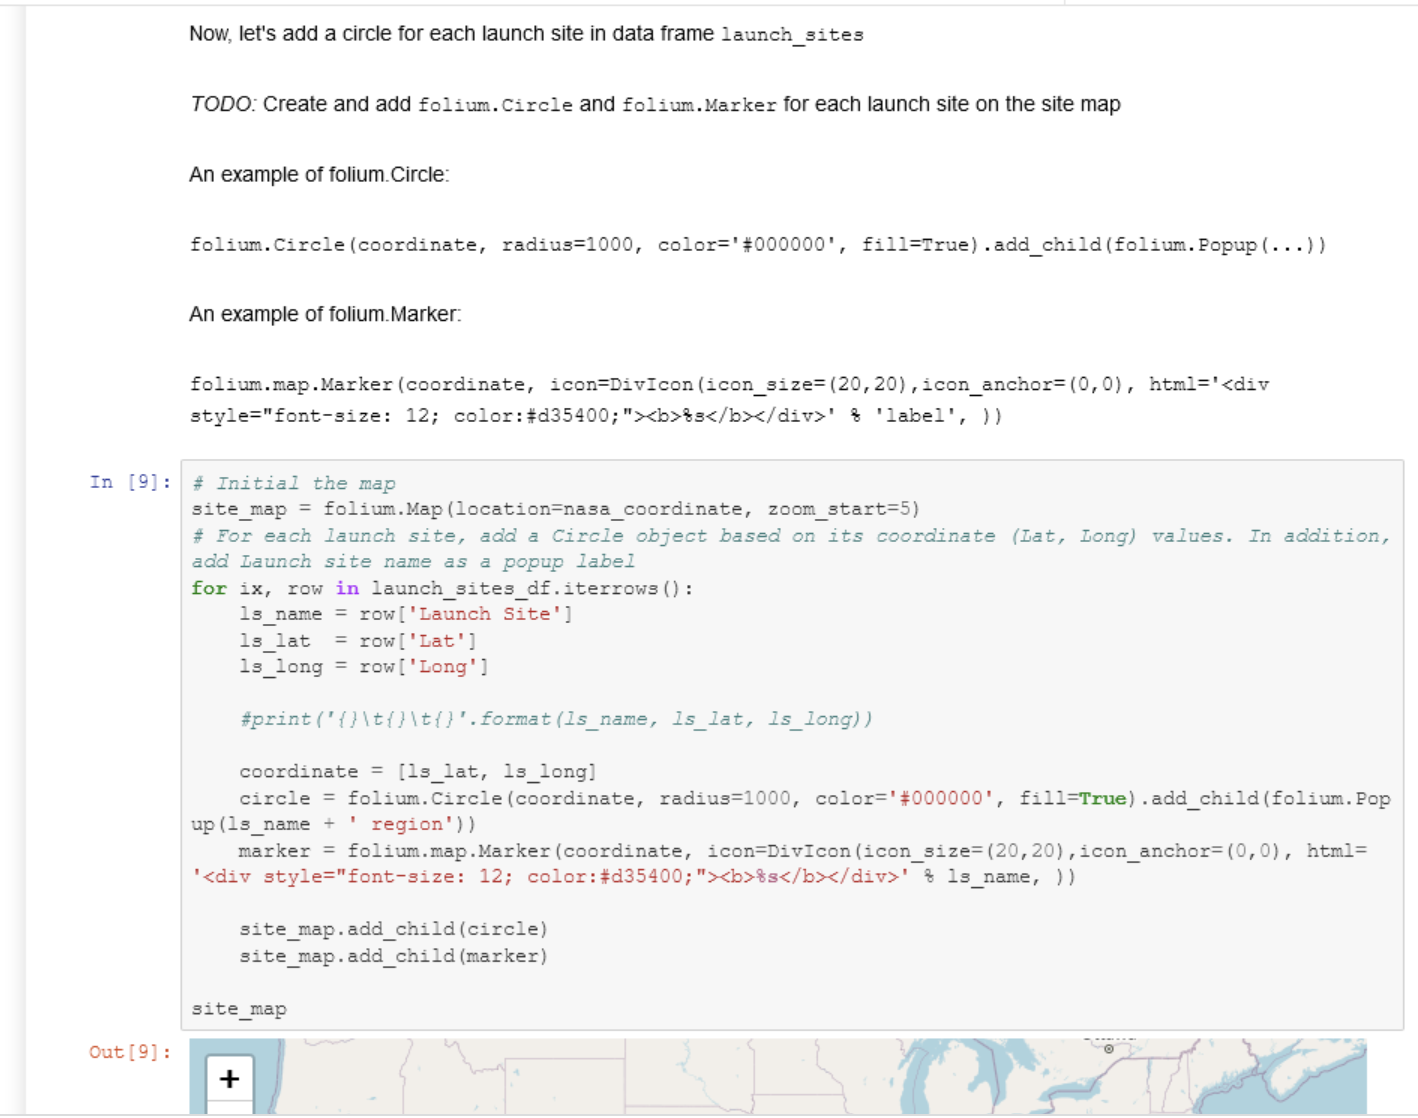 Now, let's add a circle for each launch site in data frame launch_sites
TODO: Create and add folium.Circle and folium.Marker for each launch site on the site map
An example of folium.Circle:
folium.Circle(coordinate, radius=1000, color='#000000', fill=True).add_child(folium.Popup(...))
An example of folium.Marker:
folium.map.Marker(coordinate, icon=DivIcon(icon_size=(20,20),icon_anchor=(0,0), html='<div
style="font-size: 12; color:#d35400;"><b>%s</b></div>' % 'label', ))
In [9]:
# Initial the map
site_map = folium.Map(location=nasa_coordinate, zoom_start=5)
# For each launch site, add a Circle object based on its coordinate (Lat, Long) values. In addition,
add Launch site name as a popup label
for ix, row in launch_sites_df.iterrows():
    ls_name = row['Launch Site']
    ls_lat  = row['Lat']
    ls_long = row['Long']
    #print('{}\t{}\t{}'.format(ls_name, ls_lat, ls_long))
    coordinate = [ls_lat, ls_long]
    circle = folium.Circle(coordinate, radius=1000, color='#000000', fill=True).add_child(folium.Pop
up(ls_name + ' region'))
    marker = folium.map.Marker(coordinate, icon=DivIcon(icon_size=(20,20),icon_anchor=(0,0), html=
'<div style="font-size: 12; color:#d35400;"><b>%s</b></div>' % ls_name, ))
    site_map.add_child(circle)
    site_map.add_child(marker)
site_map
Out[9]:
+